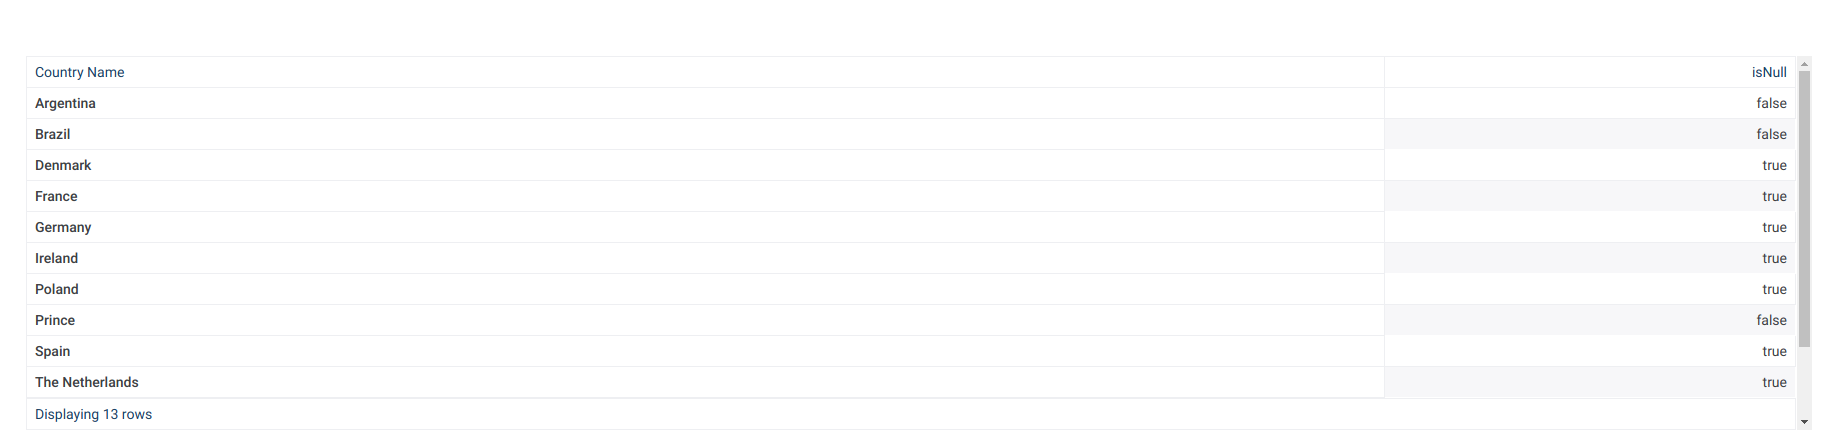 Country Name isNull
Argentina false
Brazil false
Denmark true
France true
Germany true
Ireland true
Poland true
Prince false
Spain true
The Netherlands true
Displaying 13 rows